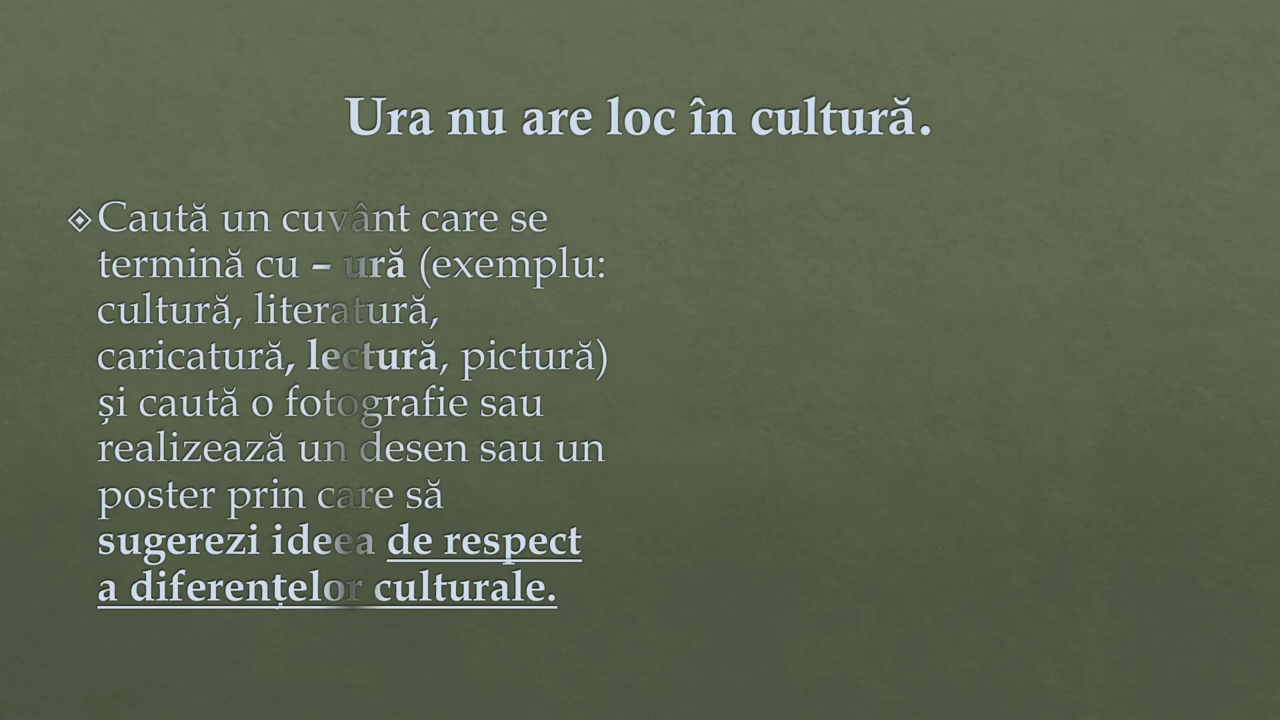 Ura nu are loc în cultură.
Caută un cuvânt care se
termină cu – ură (exemplu:
cultură, literatură,
caricatură, lectură, pictură)
și caută o fotografie sau
realizează un desen sau un
poster prin care să
sugerezi ideea de respect
a diferențelor culturale.